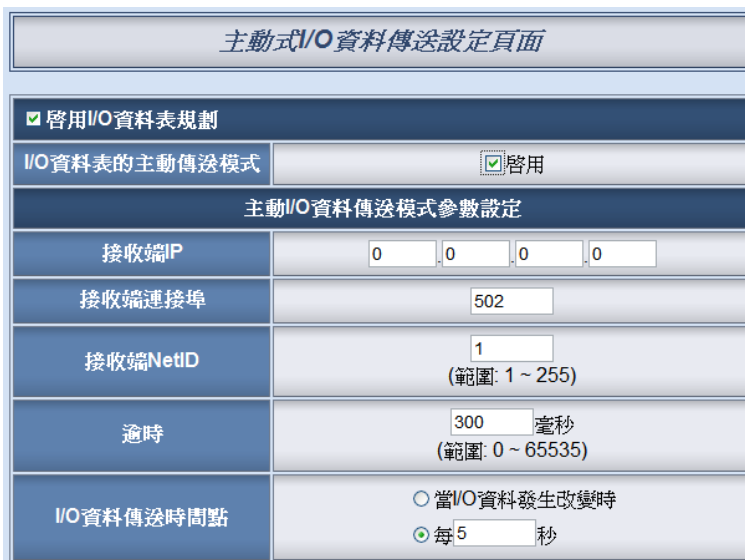 主動式I/O資料傳送設定頁面
啓用I/O資料表規劃
I/O資料表的主動傳送模式
啓用
主動I/O資料傳送模式參數設定
接收端IP
0 .0 .0 .0
接收端連接埠
502
接收端NetID
1
(範圍: 1 ~ 255)
逾時
300 毫秒
(範圍: 0 ~ 65535)
I/O資料傳送時間點
當I/O資料發生改變時
每 5 秒